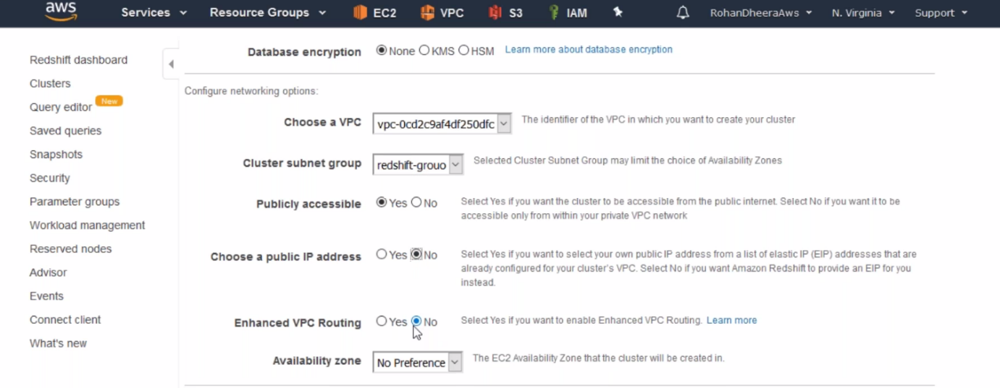 aws Services Resource Groups EC2 VPC S3 IAM RohanDheeraAws N. Virginia Support
Redshift dashboard
Clusters
Query editor New
Saved queries
Snapshots
Security
Parameter groups
Workload management
Reserved nodes
Advisor
Events
Connect client
What's new
Database encryption None KMS HSM Learn more about database encryption
Configure networking options:
Choose a VPC vpc-0cd2c9af4df250dfc The identifier of the VPC in which you want to create your cluster
Cluster subnet group redshift-grouo Selected Cluster Subnet Group may limit the choice of Availability Zones
Publicly accessible Yes No Select Yes if you want the cluster to be accessible from the public internet. Select No if you want it to be
accessible only from within your private VPC network
Choose a public IP address Yes No Select Yes if you want to select your own public IP address from a list of elastic IP (EIP) addresses that are
already configured for your cluster's VPC. Select No if you want Amazon Redshift to provide an EIP for you
instead.
Enhanced VPC Routing Yes No Select Yes if you want to enable Enhanced VPC Routing. Learn more
Availability zone No Preference The EC2 Availability Zone that the cluster will be created in.